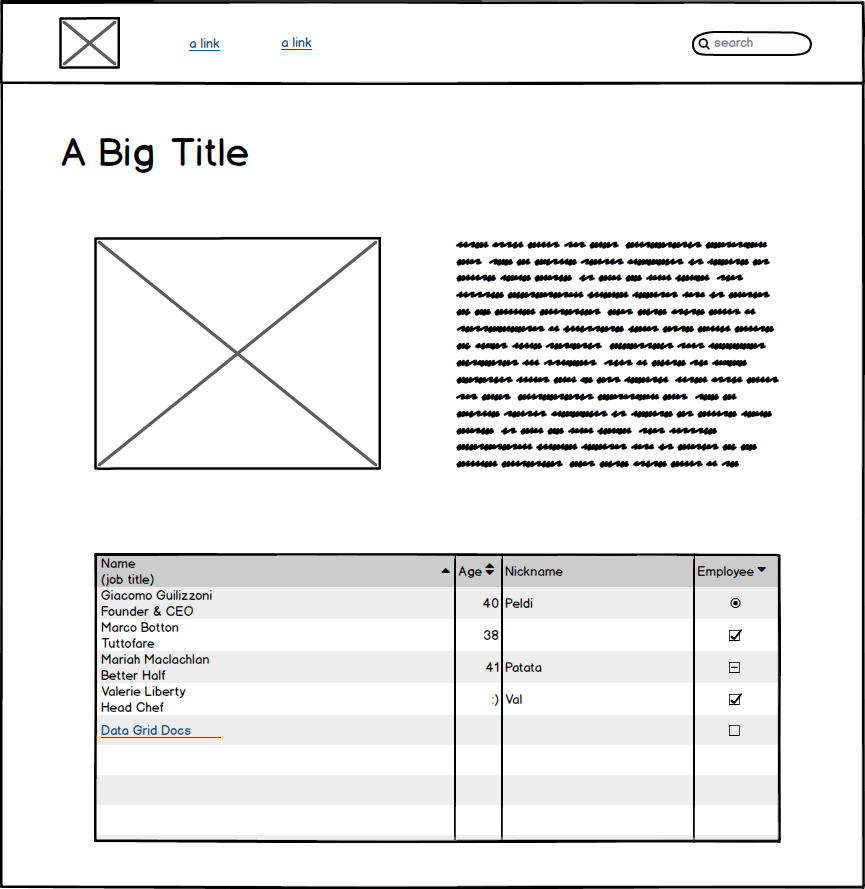 a link
a link
search
A Big Title
Name
(job title)
Age
Nickname
Employee
Giacomo Guilizzoni
Founder & CEO
40
Peldi
Marco Botton
Tuttofare
38
Mariah Maclachlan
Better Half
41
Patata
Valerie Liberty
Head Chef
:)
Val
Data Grid Docs